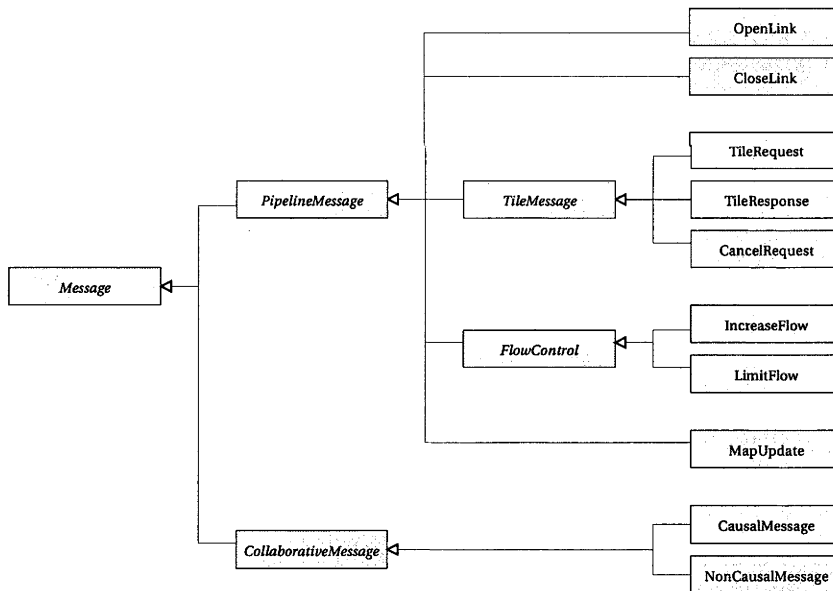 OpenLink
CloseLink
TileRequest
PipelineMessage
TileMessage
TileResponse
CancelRequest
Message
IncreaseFlow
FlowControl
LimitFlow
MapUpdate
CausalMessage
CollaborativeMessage
NonCausalMessage